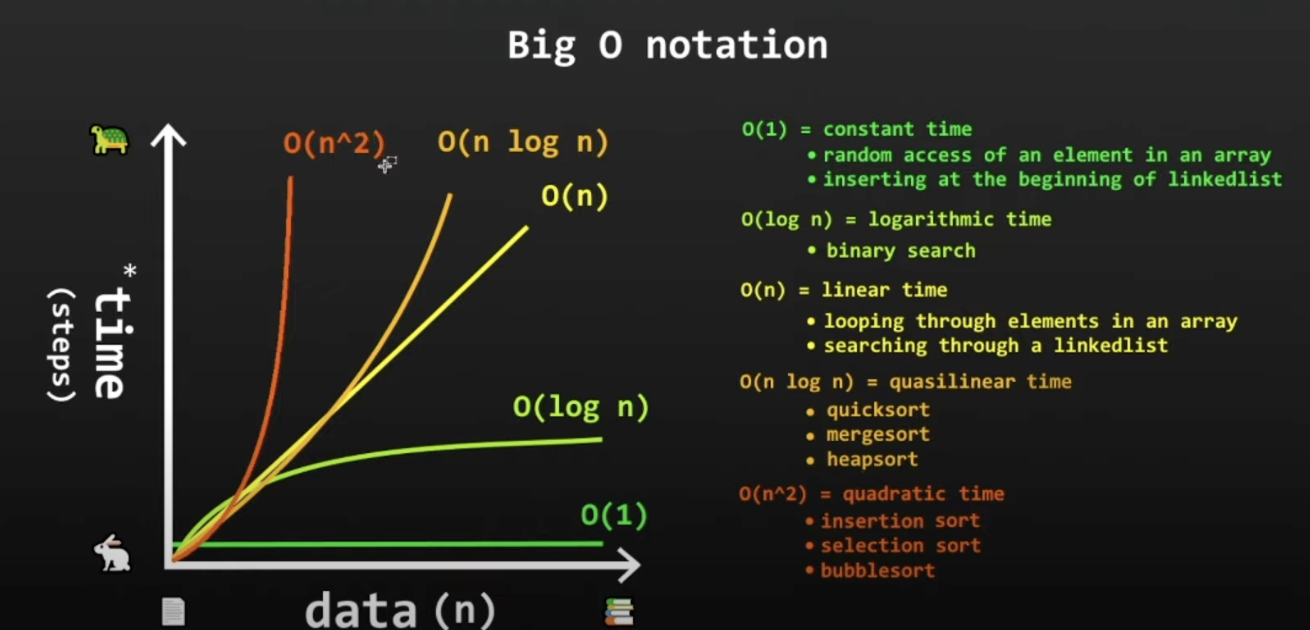 Big O notation
O(n^2)
O(n log n)
O(n)
O(log n)
O(1)
*time
(steps)
data (n)
O(1) = constant time
• random access of an element in an array
• inserting at the beginning of linkedlist
O(log n) = logarithmic time
• binary search
O(n) = linear time
• looping through elements in an array
• searching through a linkedlist
O(n log n) = quasilinear time
• quicksort
• mergesort
• heapsort
O(n^2) = quadratic time
• insertion sort
• selection sort
• bubblesort